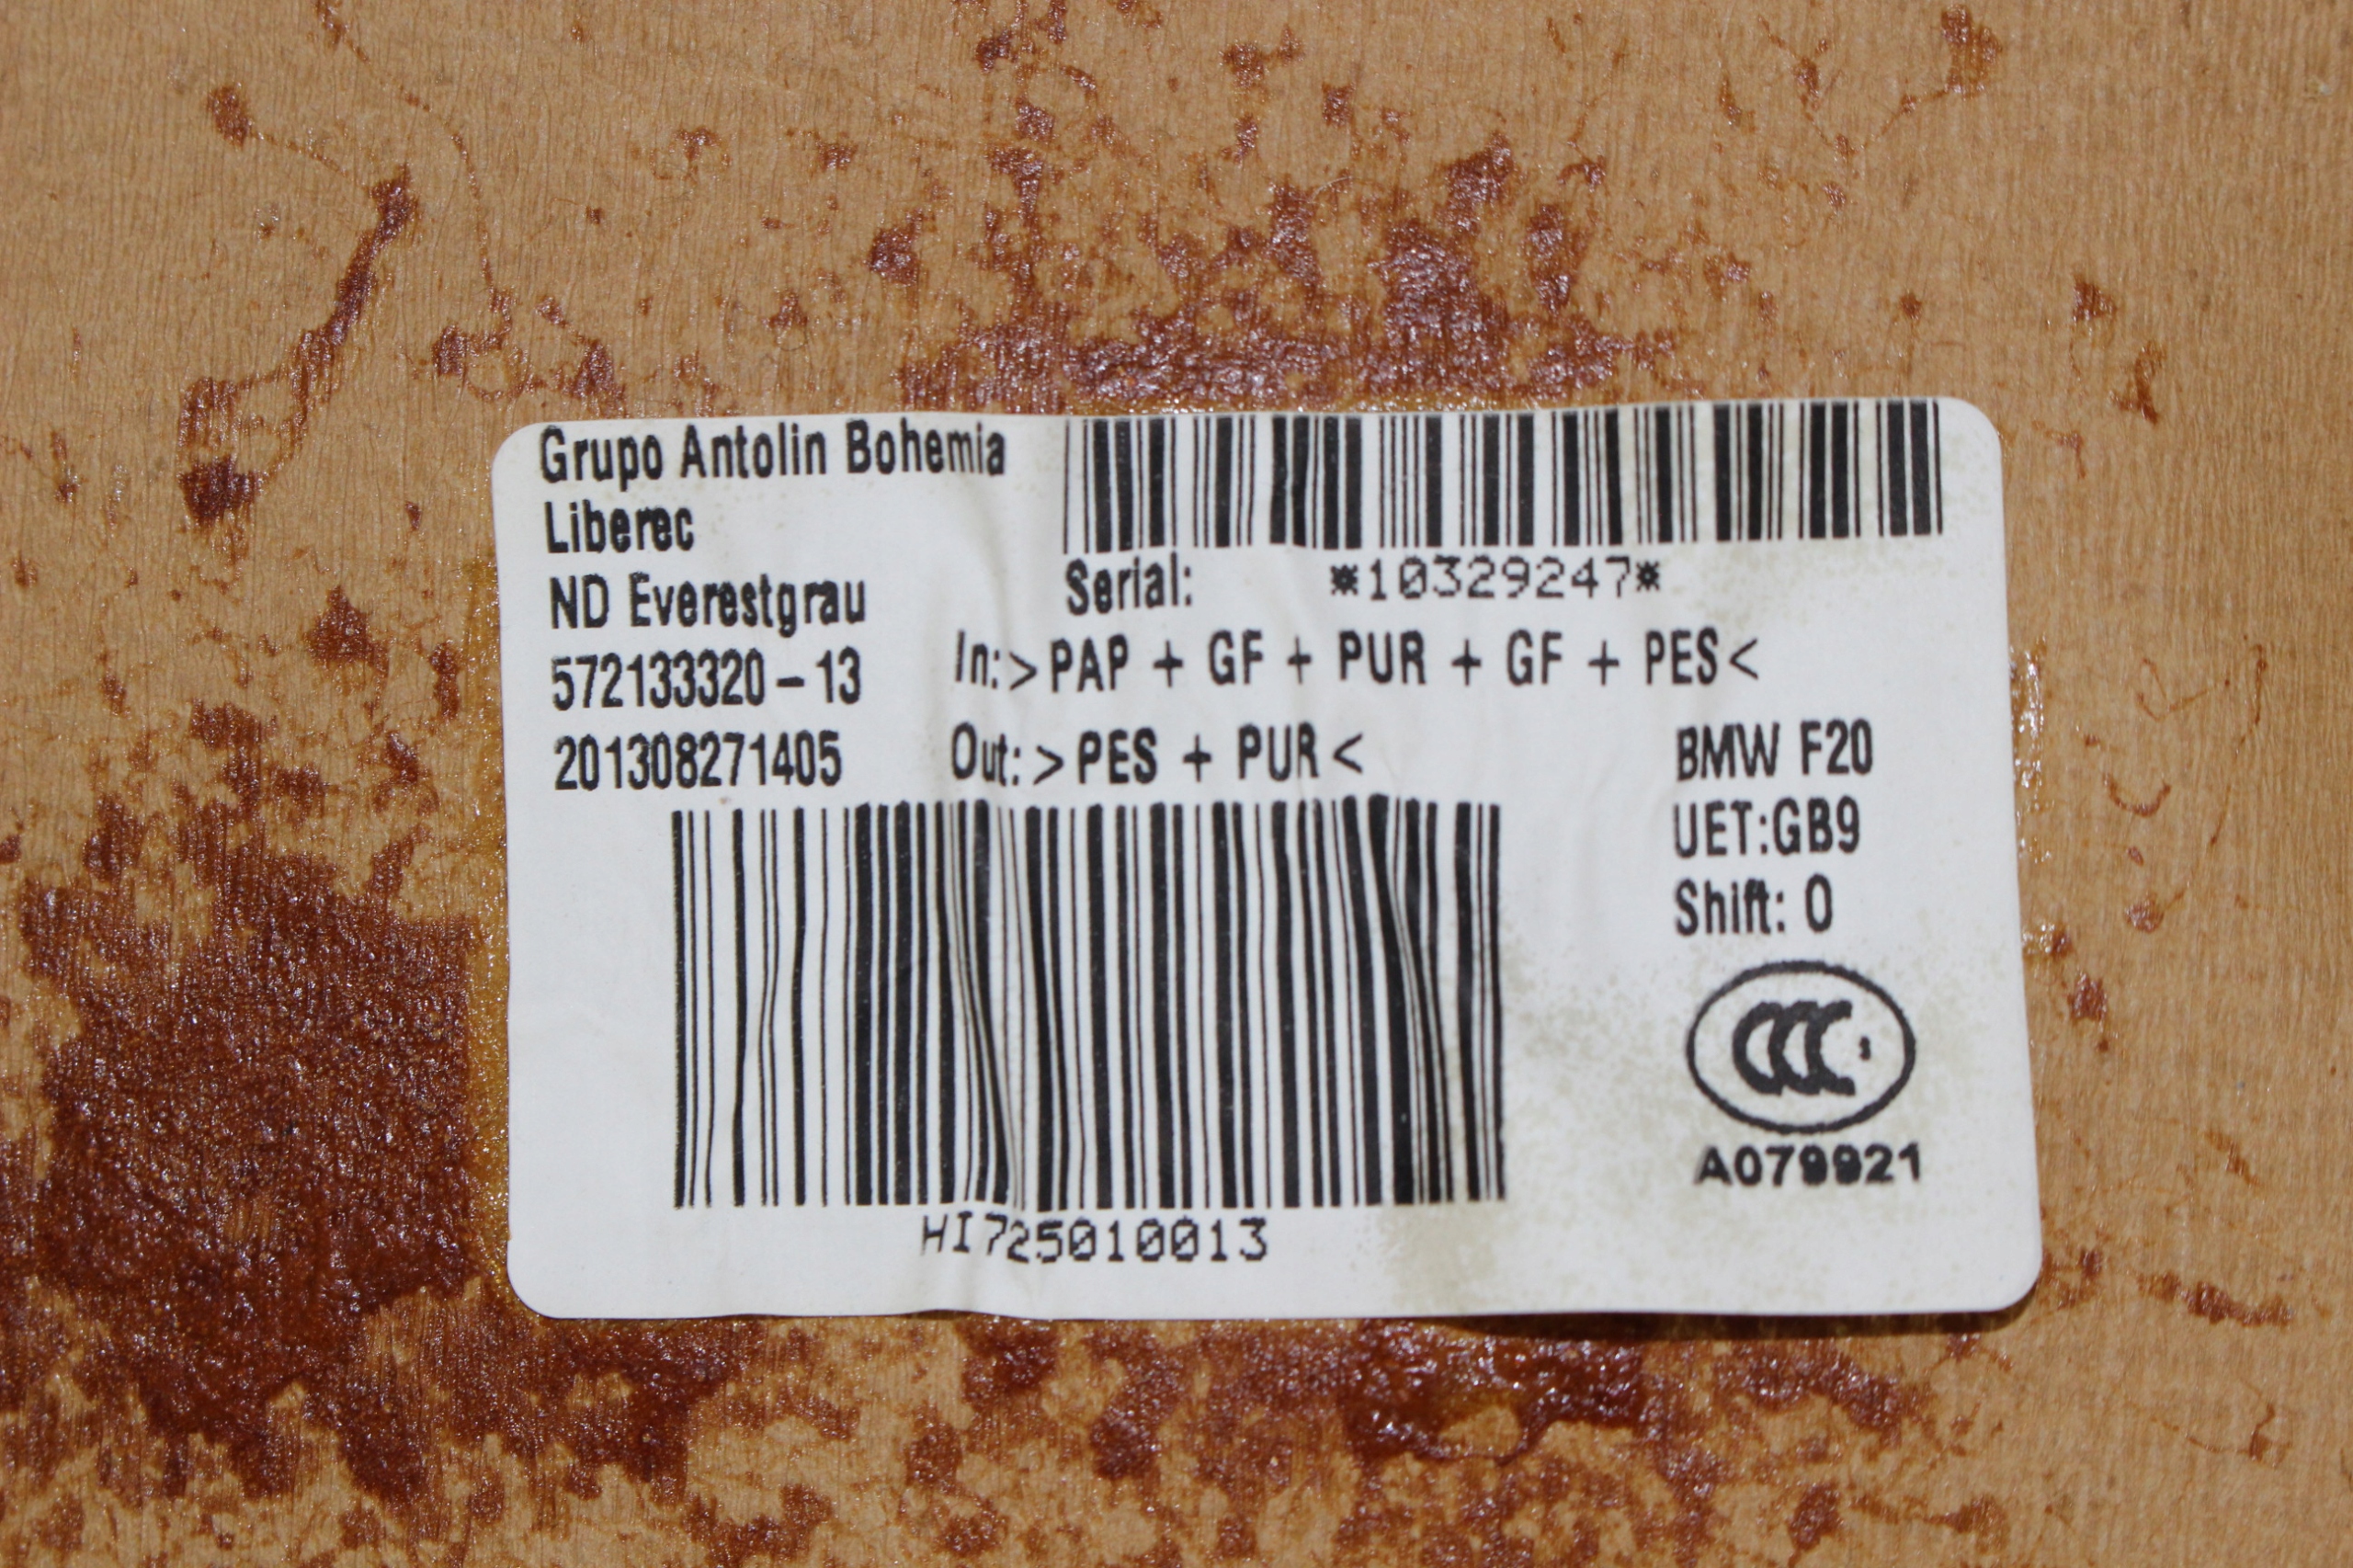 Grupo Antolin Bohemia
Liberec
ND Everestgrau
572133320-13
201308271405
Serial: *10329247*
In:>PAP + GF + PUR + GF + PES<
Out:>PES + PUR<
BMW F20
UET:GB9
Shift: 0
HI725010013
CCC
A079921